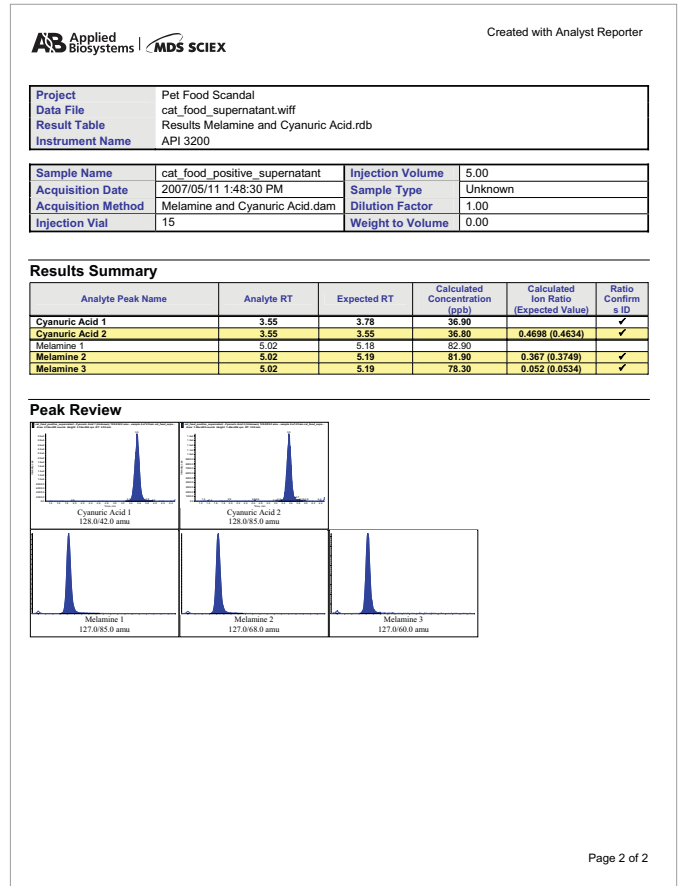 Created with Analyst Reporter
AB Applied Biosystems | MDS SCIEX
Project Pet Food Scandal
Data File cat_food_supernatant.wiff
Result Table Results Melamine and Cyanuric Acid.rdb
Instrument Name API 3200
Sample Name cat_food_positive_supernatant Injection Volume 5.00
Acquisition Date 2007/05/11 1:48:30 PM Sample Type Unknown
Acquisition Method Melamine and Cyanuric Acid.dam Dilution Factor 1.00
Injection Vial 15 Weight to Volume 0.00
Results Summary
Analyte Peak Name Analyte RT Expected RT Calculated Concentration (ppb) Calculated Ion Ratio (Expected Value) Ratio Confirm s ID
Cyanuric Acid 1 3.55 3.78 36.90 ✔
Cyanuric Acid 2 3.55 3.55 36.80 0.4698 (0.4634) ✔
Melamine 1 5.02 5.18 82.90
Melamine 2 5.02 5.19 81.90 0.367 (0.3749) ✔
Melamine 3 5.02 5.19 78.30 0.052 (0.0534) ✔
Peak Review
Cyanuric Acid 1
128.0/42.0 amu
Cyanuric Acid 2
128.0/85.0 amu
Melamine 1
127.0/85.0 amu
Melamine 2
127.0/68.0 amu
Melamine 3
127.0/60.0 amu
Page 2 of 2